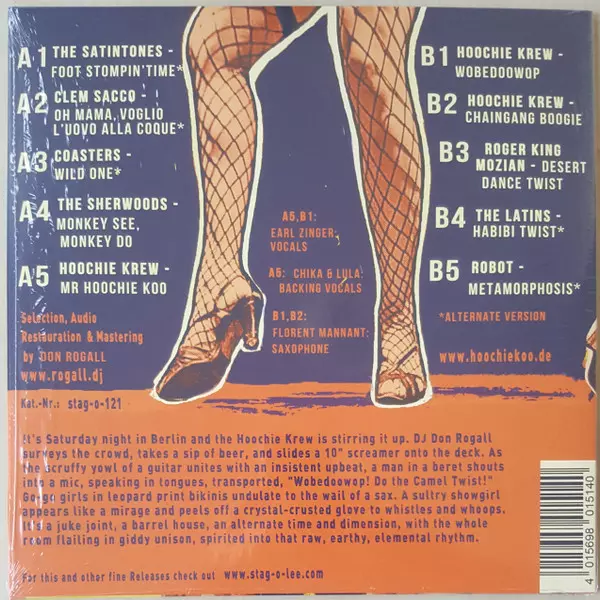 A1 THE SATINTONES -
FOOT STOMPIN'TIME*
A2 CLEM SACCO -
OH MAMA, VOGLIO
L'UOVO ALLA COQUE*
A3 COASTERS -
WILD ONE*
A4 THE SHERWOODS -
MONKEY SEE,
MONKEY DO
A5 HOOCHIE KREW -
MR HOOCHIE KOO
Selection, Audio
Restauration & Mastering
by DON ROGALL
www.rogall.dj
Kat.-Nr.: stag-o-121
A5,B1:
EARL ZINGER:
VOCALS
A5: CHIKA & LULA:
BACKING VOCALS
B1,B2:
FLORENT MANNANT:
SAXOPHONE
B1 HOOCHIE KREW -
WOBEDOOWOP
B2 HOOCHIE KREW -
CHAINGANG BOOGIE
B3 ROGER KING
MOZIAN - DESERT
DANCE TWIST
B4 THE LATINS -
HABIBI TWIST*
B5 ROBOT -
METAMORPHOSIS*
*ALTERNATE VERSION
www.hoochiekoo.de
It's Saturday night in Berlin and the Hoochie Krew is stirring it up. DJ Don Rogall
surveys the crowd, takes a sip of beer, and slides a 10" screamer onto the deck. As
the scruffy yowl of a guitar unites with an insistent upbeat, a man in a beret shouts
into a mic, speaking in tongues, transported, "Wobedoowop! Do the Camel Twist!"
Go-go girls in leopard print bikinis undulate to the wail of a sax. A sultry showgirl
appears like a mirage and peels off a crystal-crusted glove to whistles and whoops.
It's a juke joint, a barrel house, an alternate time and dimension, with the whole
room flailing in giddy unison, spirited into that raw, earthy, elemental rhythm.
For this and other fine Releases check out www.stag-o-lee.com
4 015698 015140